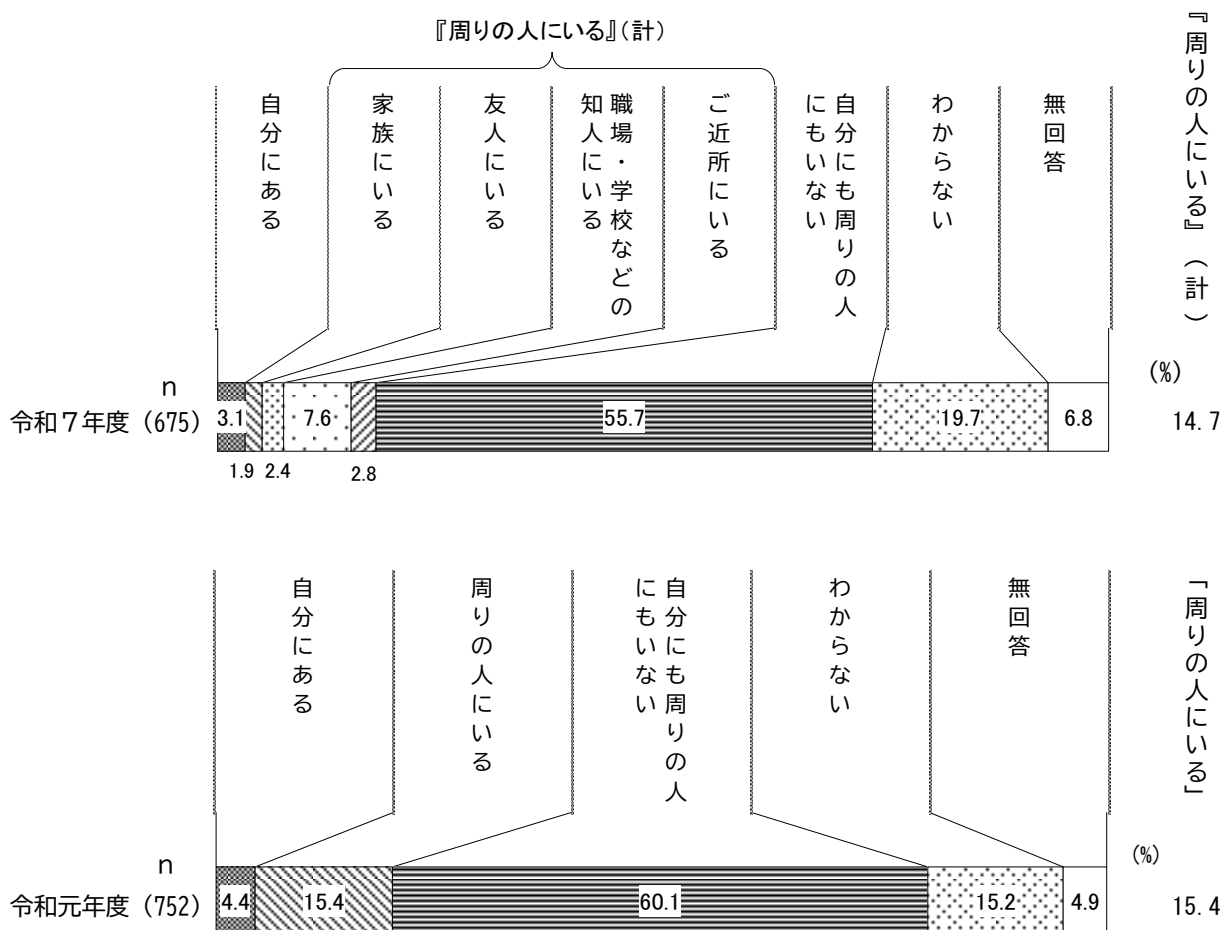 『周りの人にいる』(計)
自分にある
家族にいる
友人にいる
職場・学校などの
知人にいる
ご近所にいる
自分にも周りの人
にもいない
わからない
無回答
『周りの人にいる』(計)
n
(%)
令和7年度 (675)
3.1
1.9
2.4
7.6
2.8
55.7
19.7
6.8
14.7
自分にある
周りの人にいる
自分にも周りの人
にもいない
わからない
無回答
「周りの人にいる」
n
(%)
令和元年度 (752)
4.4
15.4
60.1
15.2
4.9
15.4